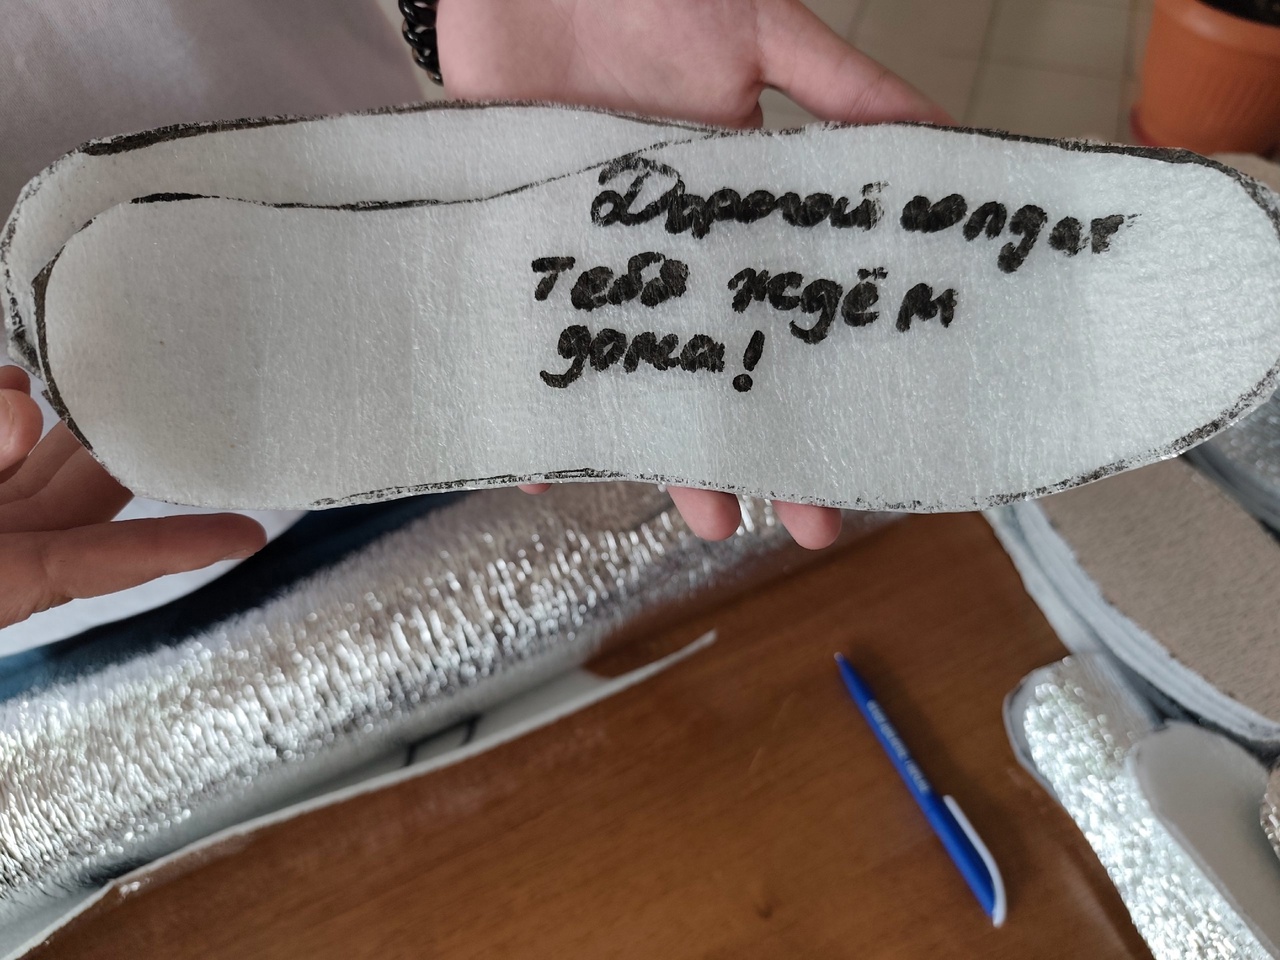 Дорогой солдат
тебя ждём
дома!